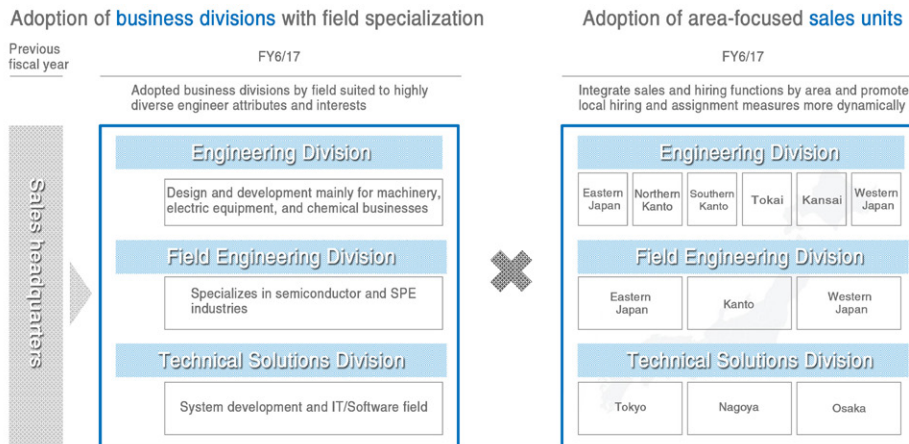 Adoption of business divisions with field specialization
Previous
fiscal year
FY6/17
Adopted business divisions by field suited to highly
diverse engineer attributes and interests
Sales headquarters
Engineering Division
Design and development mainly for machinery,
electric equipment, and chemical businesses
Field Engineering Division
Specializes in semiconductor and SPE
industries
Technical Solutions Division
System development and IT/Software field
Adoption of area-focused sales units
FY6/17
Integrate sales and hiring functions by area and promote
local hiring and assignment measures more dynamically
Engineering Division
Eastern
Japan
Northern
Kanto
Southern
Kanto
Tokai
Kansai
Western
Japan
Field Engineering Division
Eastern
Japan
Kanto
Western
Japan
Technical Solutions Division
Tokyo
Nagoya
Osaka